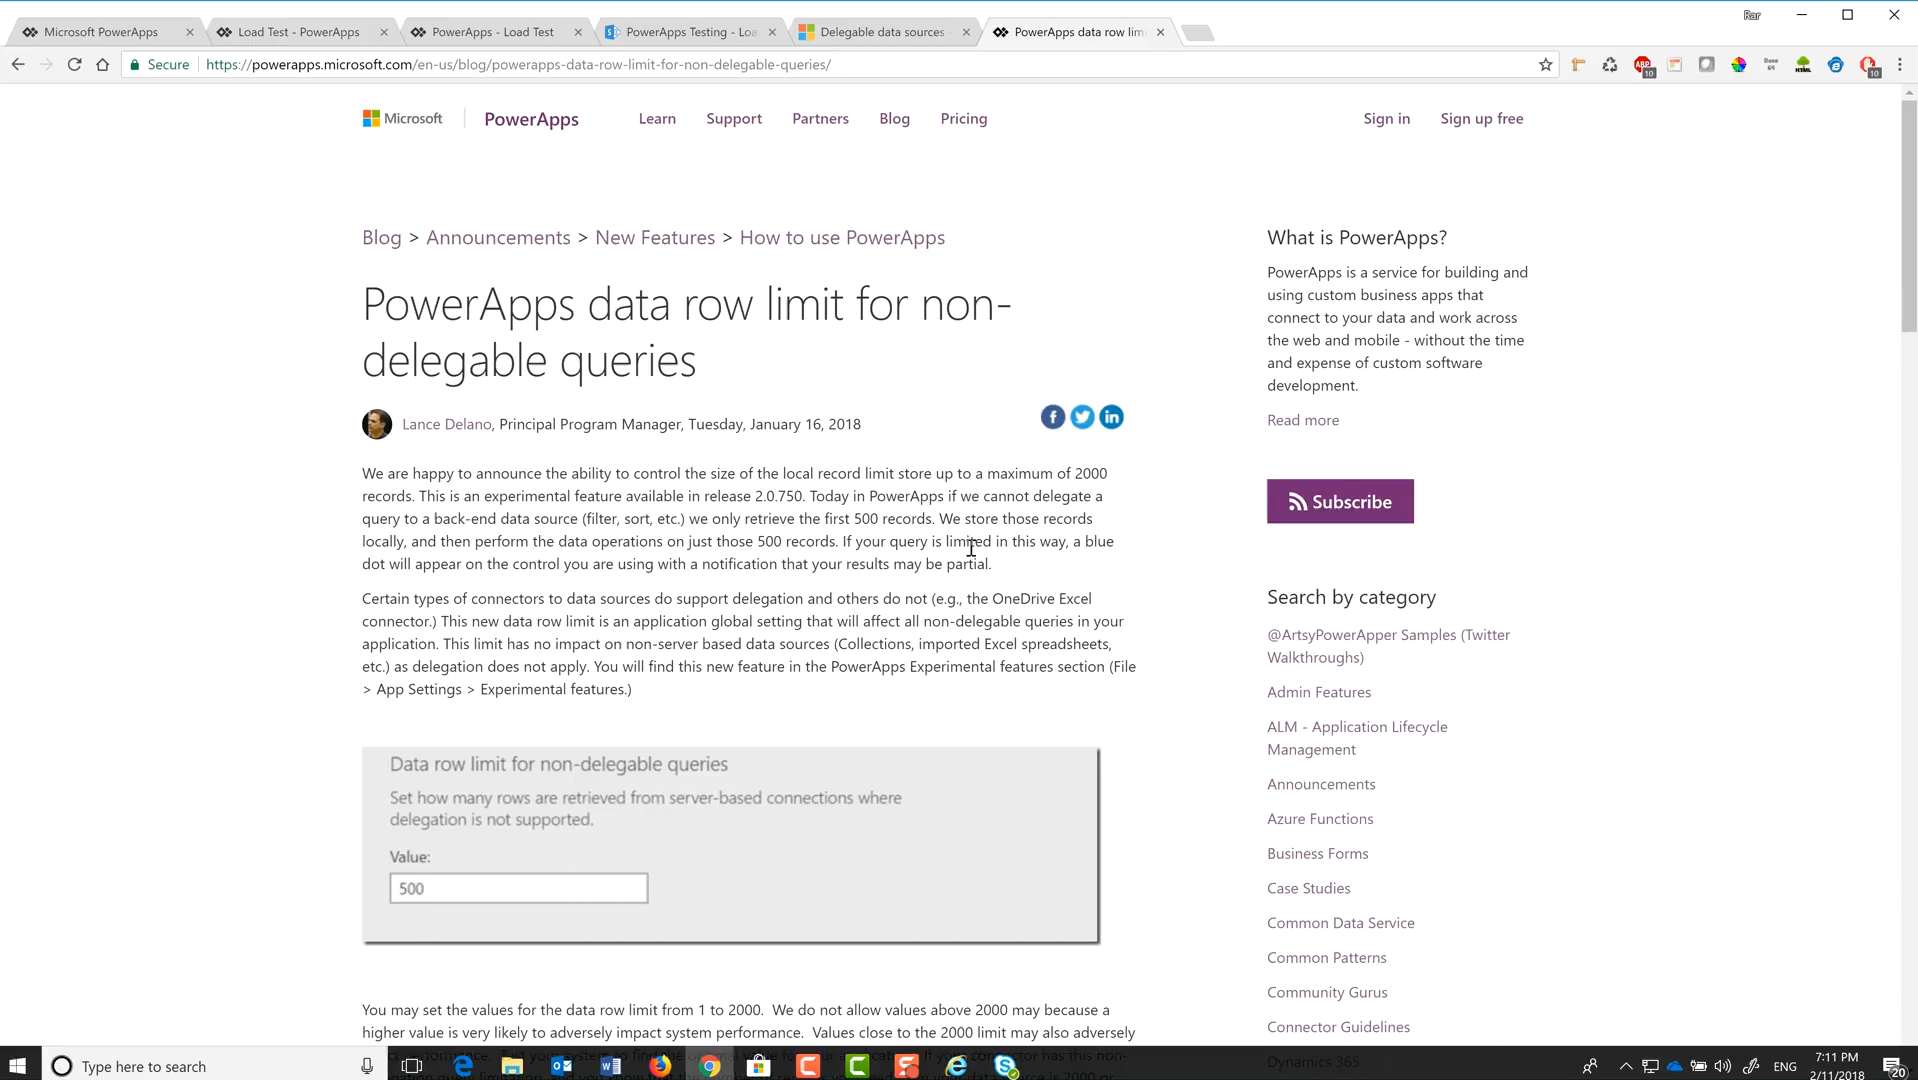 Rar
Microsoft PowerApps
Load Test - PowerApps
PowerApps - Load Test
PowerApps Testing - Loa
Delegable data sources -
PowerApps data row lim
Secure
https://powerapps.microsoft.com/en-us/blog/powerapps-data-row-limit-for-non-delegable-queries/
Microsoft
PowerApps
Learn
Support
Partners
Blog
Pricing
Sign in
Sign up free
Blog > Announcements > New Features > How to use PowerApps
PowerApps data row limit for non-
delegable queries
Lance Delano, Principal Program Manager, Tuesday, January 16, 2018
We are happy to announce the ability to control the size of the local record limit store up to a maximum of 2000
records. This is an experimental feature available in release 2.0.750. Today in PowerApps if we cannot delegate a
query to a back-end data source (filter, sort, etc.) we only retrieve the first 500 records. We store those records
locally, and then perform the data operations on just those 500 records. If your query is limited in this way, a blue
dot will appear on the control you are using with a notification that your results may be partial.
Certain types of connectors to data sources do support delegation and others do not (e.g., the OneDrive Excel
connector.) This new data row limit is an application global setting that will affect all non-delegable queries in your
application. This limit has no impact on non-server based data sources (Collections, imported Excel spreadsheets,
etc.) as delegation does not apply. You will find this new feature in the PowerApps Experimental features section (File
> App Settings > Experimental features.)
Data row limit for non-delegable queries
Set how many rows are retrieved from server-based connections where
delegation is not supported.
Value:
500
You may set the values for the data row limit from 1 to 2000.  We do not allow values above 2000 may because a
higher value is very likely to adversely impact system performance.  Values close to the 2000 limit may also adversely
What is PowerApps?
PowerApps is a service for building and
using custom business apps that
connect to your data and work across
the web and mobile - without the time
and expense of custom software
development.
Read more
Subscribe
Search by category
@ArtsyPowerApper Samples (Twitter
Walkthroughs)
Admin Features
ALM - Application Lifecycle
Management
Announcements
Azure Functions
Business Forms
Case Studies
Common Data Service
Common Patterns
Community Gurus
Connector Guidelines
Dynamics 365
Type here to search
ENG
7:11 PM
2/11/2018
20